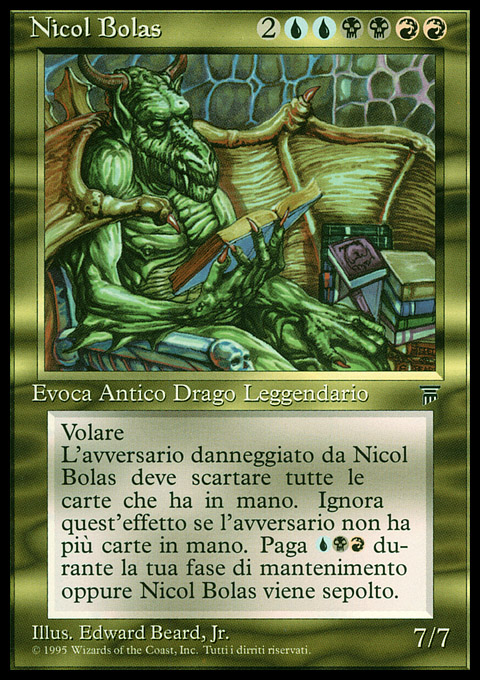 Nicol Bolas 2
Evoca Antico Drago Leggendario
Volare
L'avversario danneggiato da Nicol
Bolas deve scartare tutte le
carte che ha in mano. Ignora
quest'effetto se l'avversario non ha
più carte in mano. Paga du-
rante la tua fase di mantenimento
oppure Nicol Bolas viene sepolto.
Illus. Edward Beard, Jr.
7/7
© 1995 Wizards of the Coast, Inc. Tutti i dirriti riservati.